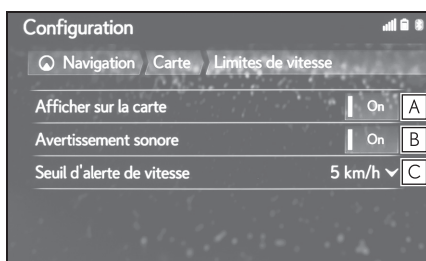 Configuration
Navigation Carte Limites de vitesse
Afficher sur la carte On A
Avertissement sonore On B
Seuil d'alerte de vitesse 5 km/h C